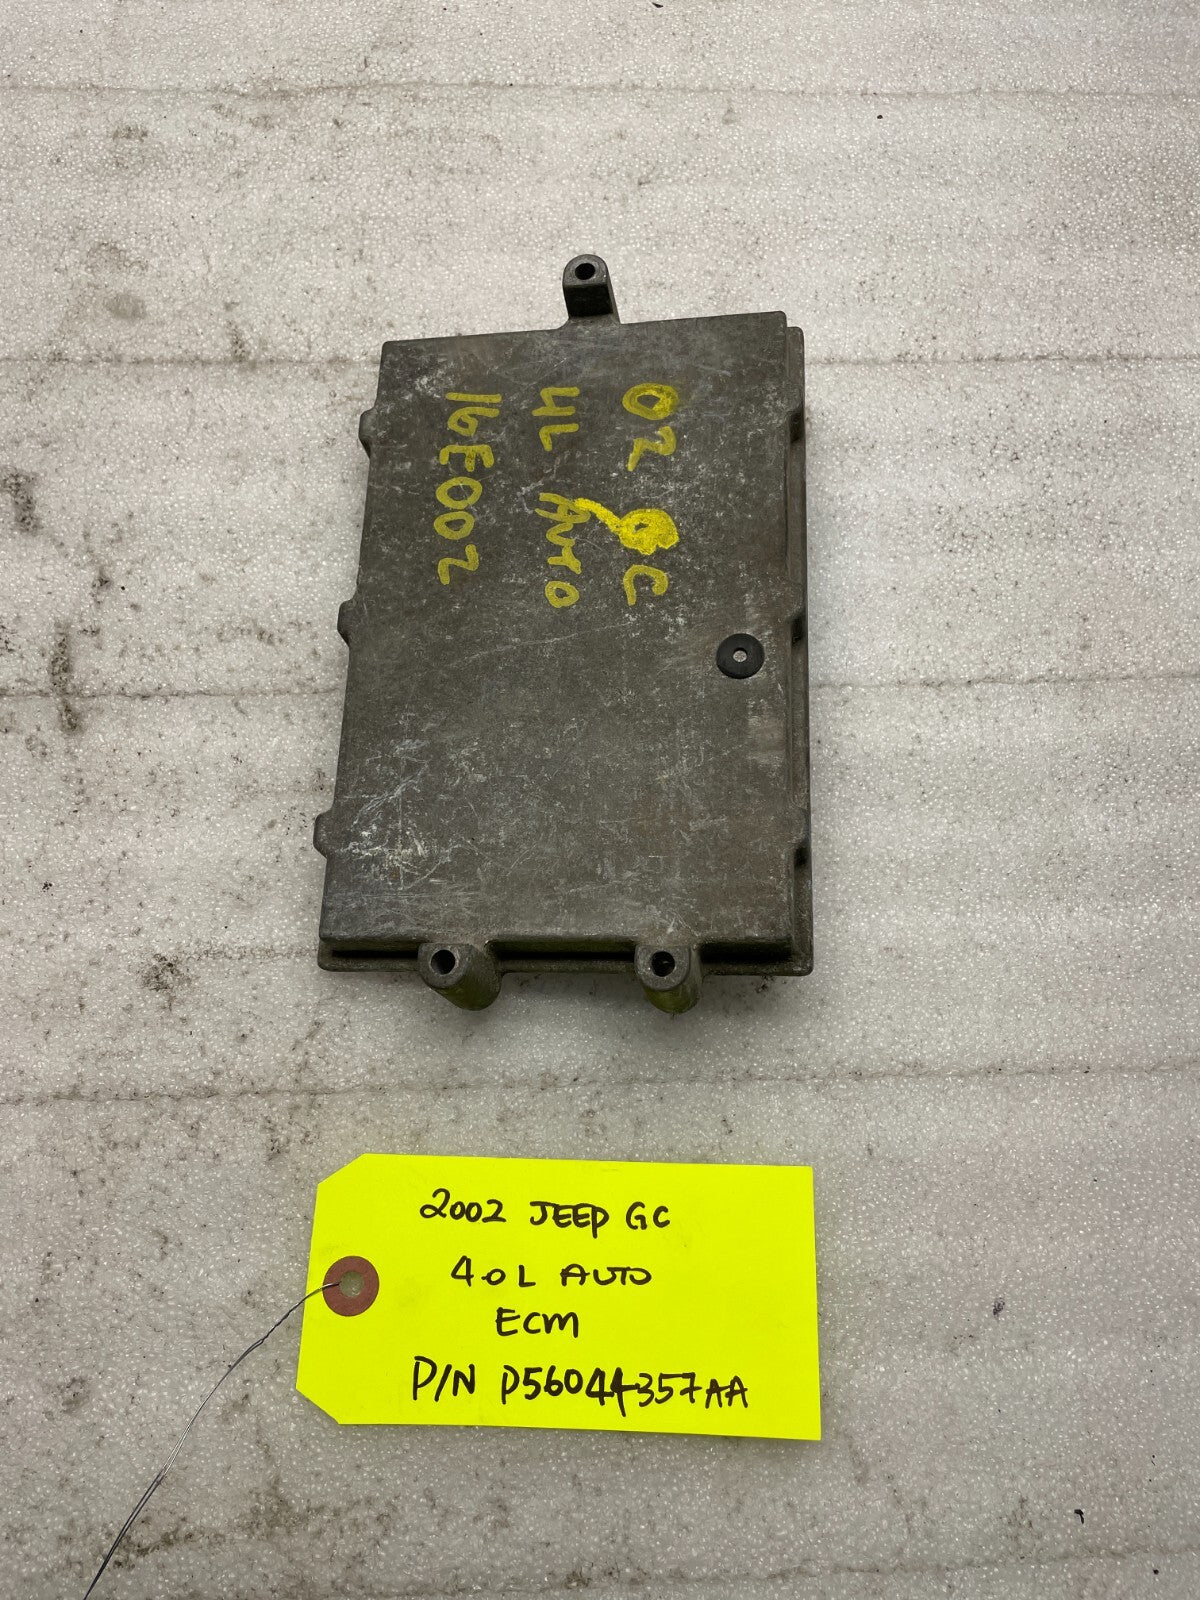 02 GC
4L Auto
16E002
2002 JEEP GC
4.0L AUTO
ECM
P/N P56044357AA